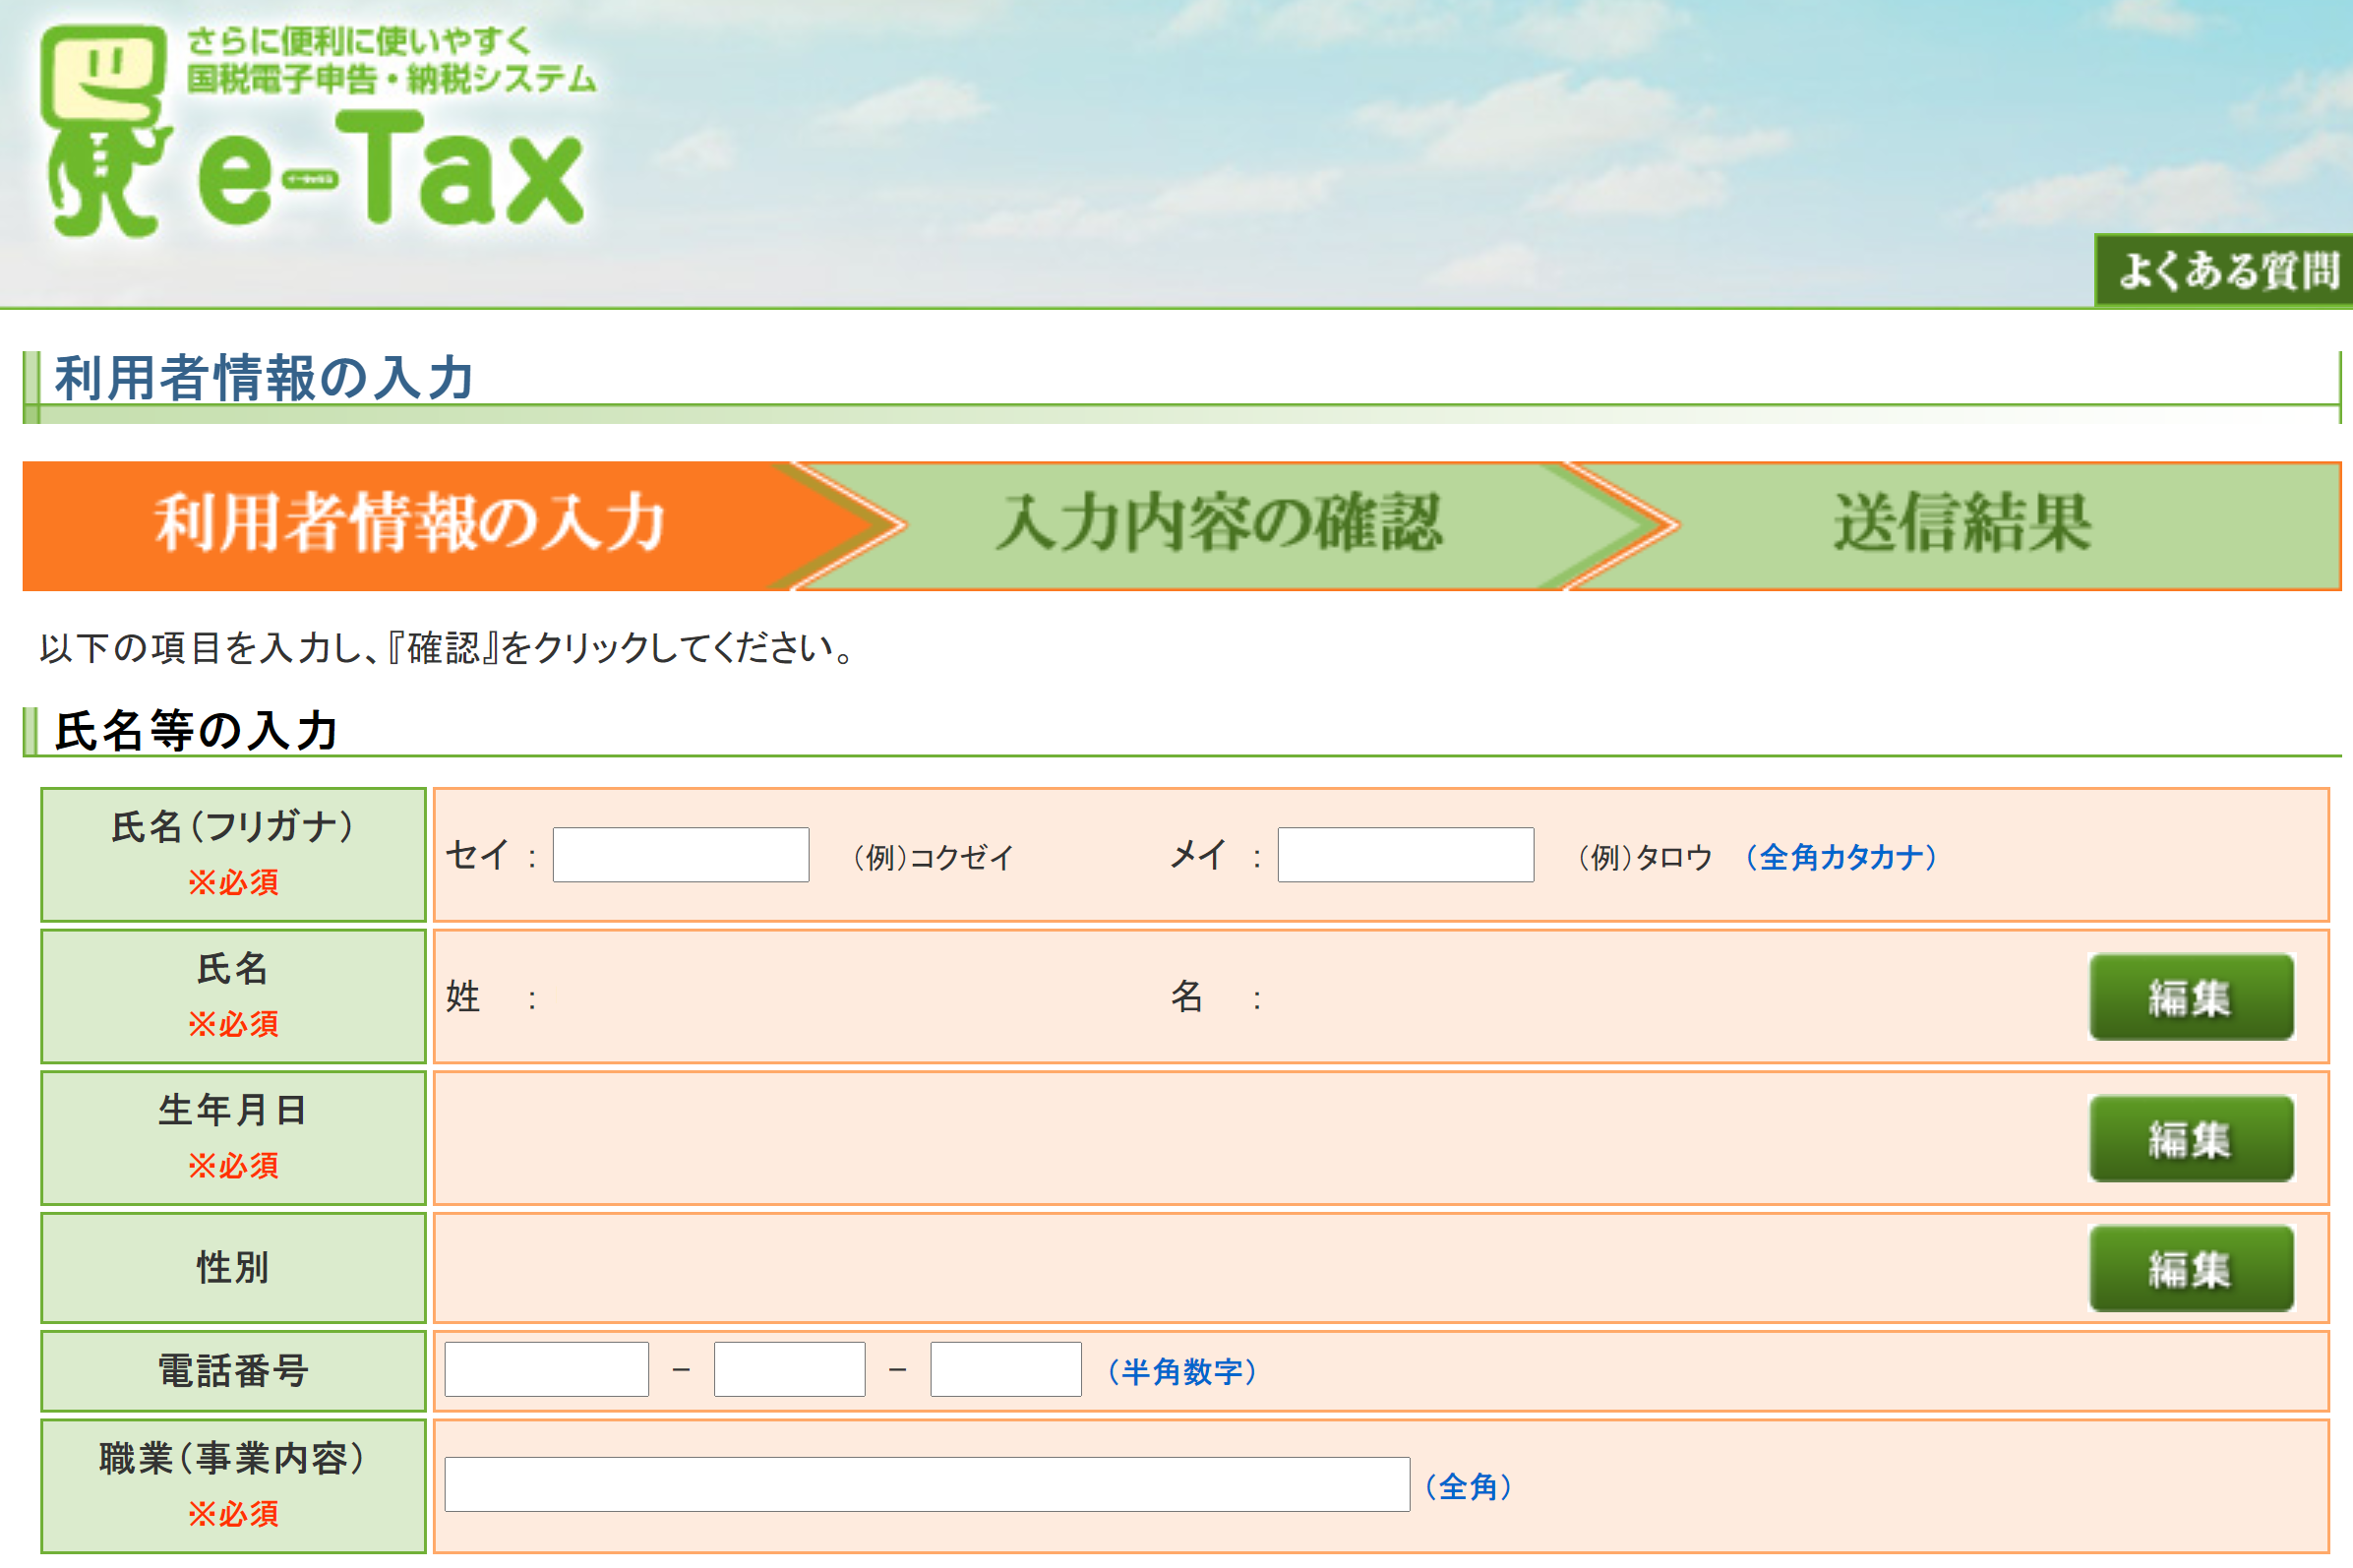 さらに便利に使いやすく
国税電子申告・納税システム
e-Tax
よくある質問
利用者情報の入力
利用者情報の入力 入力内容の確認 送信結果
以下の項目を入力し、『確認』をクリックしてください。
氏名等の入力
氏名(フリガナ)
※必須
セイ : (例)コクゼイ メイ : (例)タロウ (全角カタカナ)
氏名
※必須
姓 : 名 : 編集
生年月日
※必須
編集
性別 編集
電話番号 - - (半角数字)
職業(事業内容)
※必須
(全角)